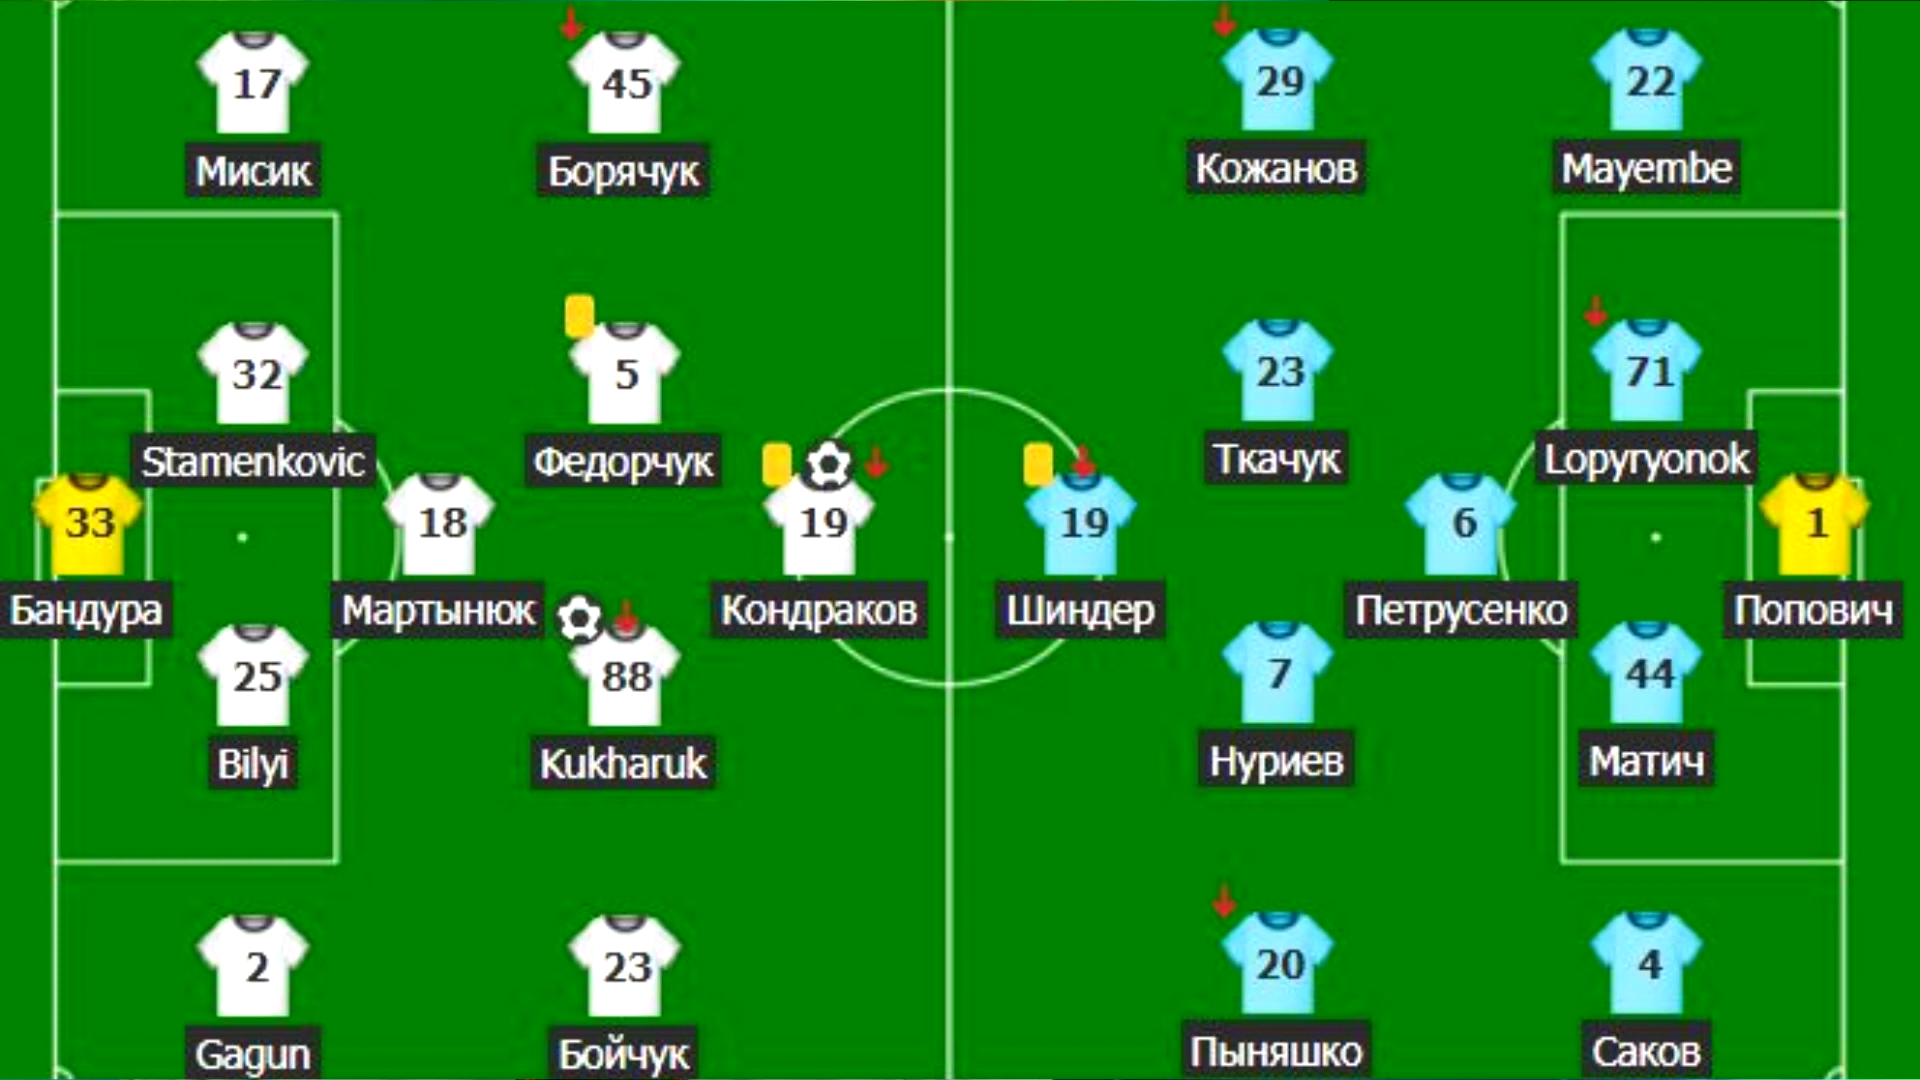 17
Мисик
45
Борячук
29
Кожанов
22
Mayembe
32
Stamenkovic
5
Федорчук
23
Ткачук
71
Lopyryonok
33
Бандура
18
Мартынюк
19
Кондраков
19
Шиндер
6
Петрусенко
1
Попович
25
Bilyi
88
Kukharuk
7
Нуриев
44
Матич
2
Gagun
23
Бойчук
20
Пыняшко
4
Саков